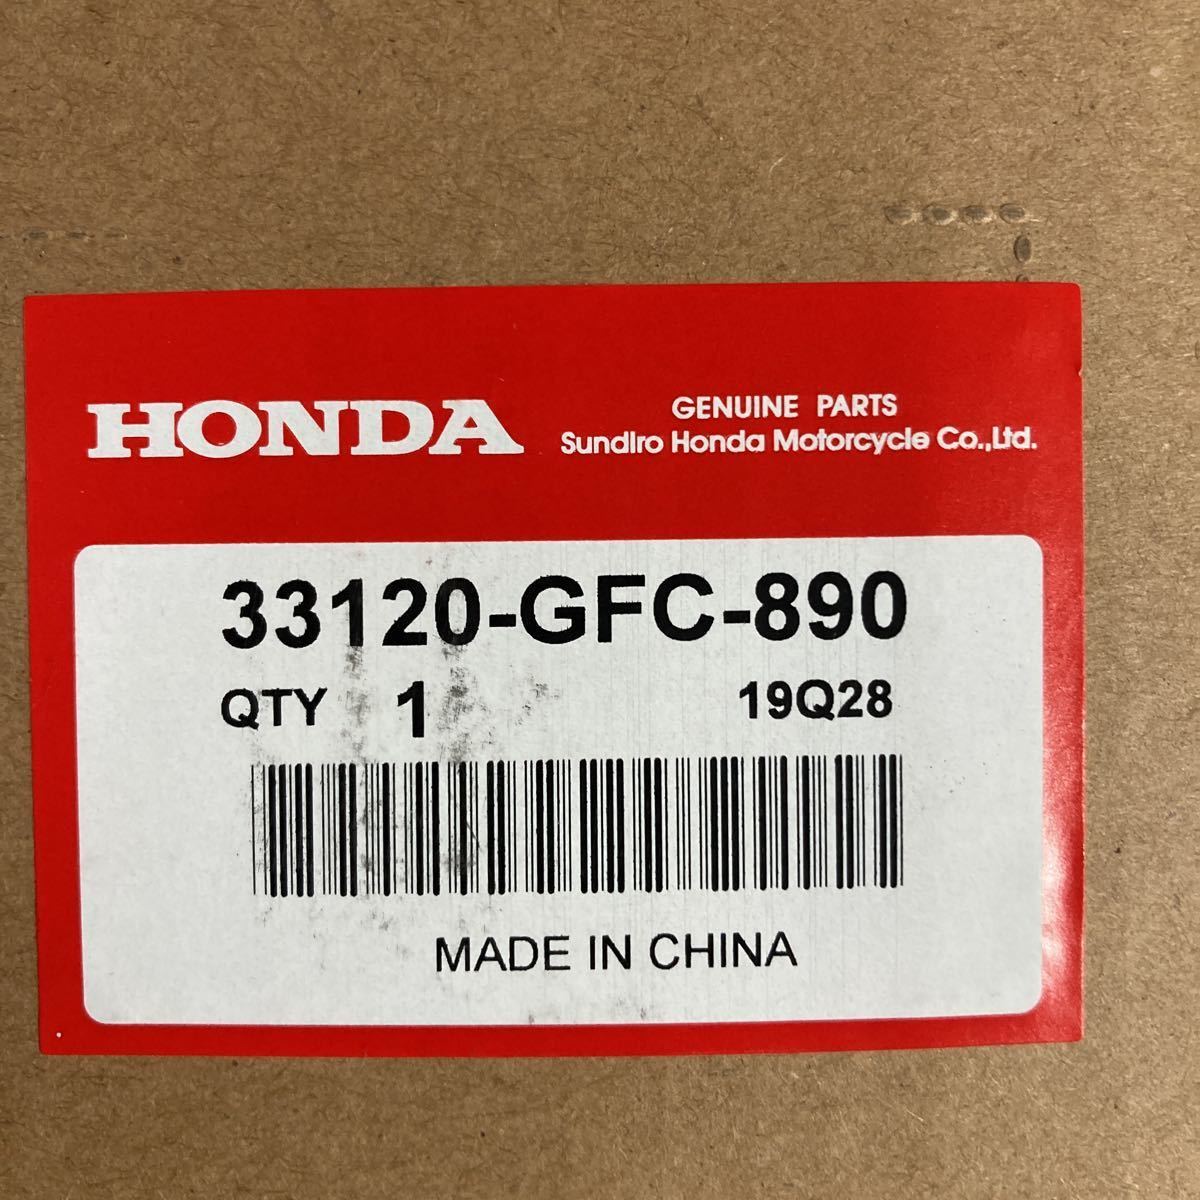 HONDA
GENUINE PARTS
Sundiro Honda Motorcycle Co.,Ltd.
33120-GFC-890
QTY 1 19Q28
MADE IN CHINA